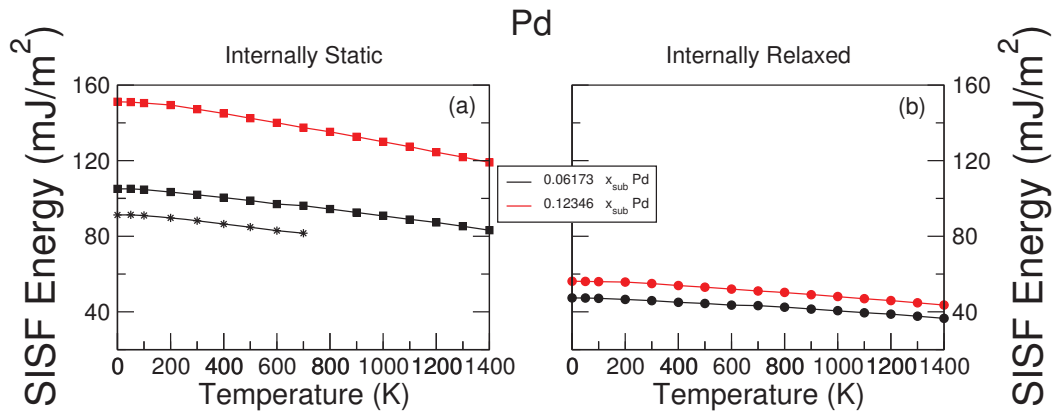 Pd
Internally Static
Internally Relaxed
SISF Energy (mJ/m²)
160
120
80
40
(a)
0 200 400 600 800 1000 1200 1400
Temperature (K)
0.06173 x_sub Pd
0.12346 x_sub Pd
(b)
0 200 400 600 800 1000 1200 1400
Temperature (K)
160
120
80
40
SISF Energy (mJ/m²)